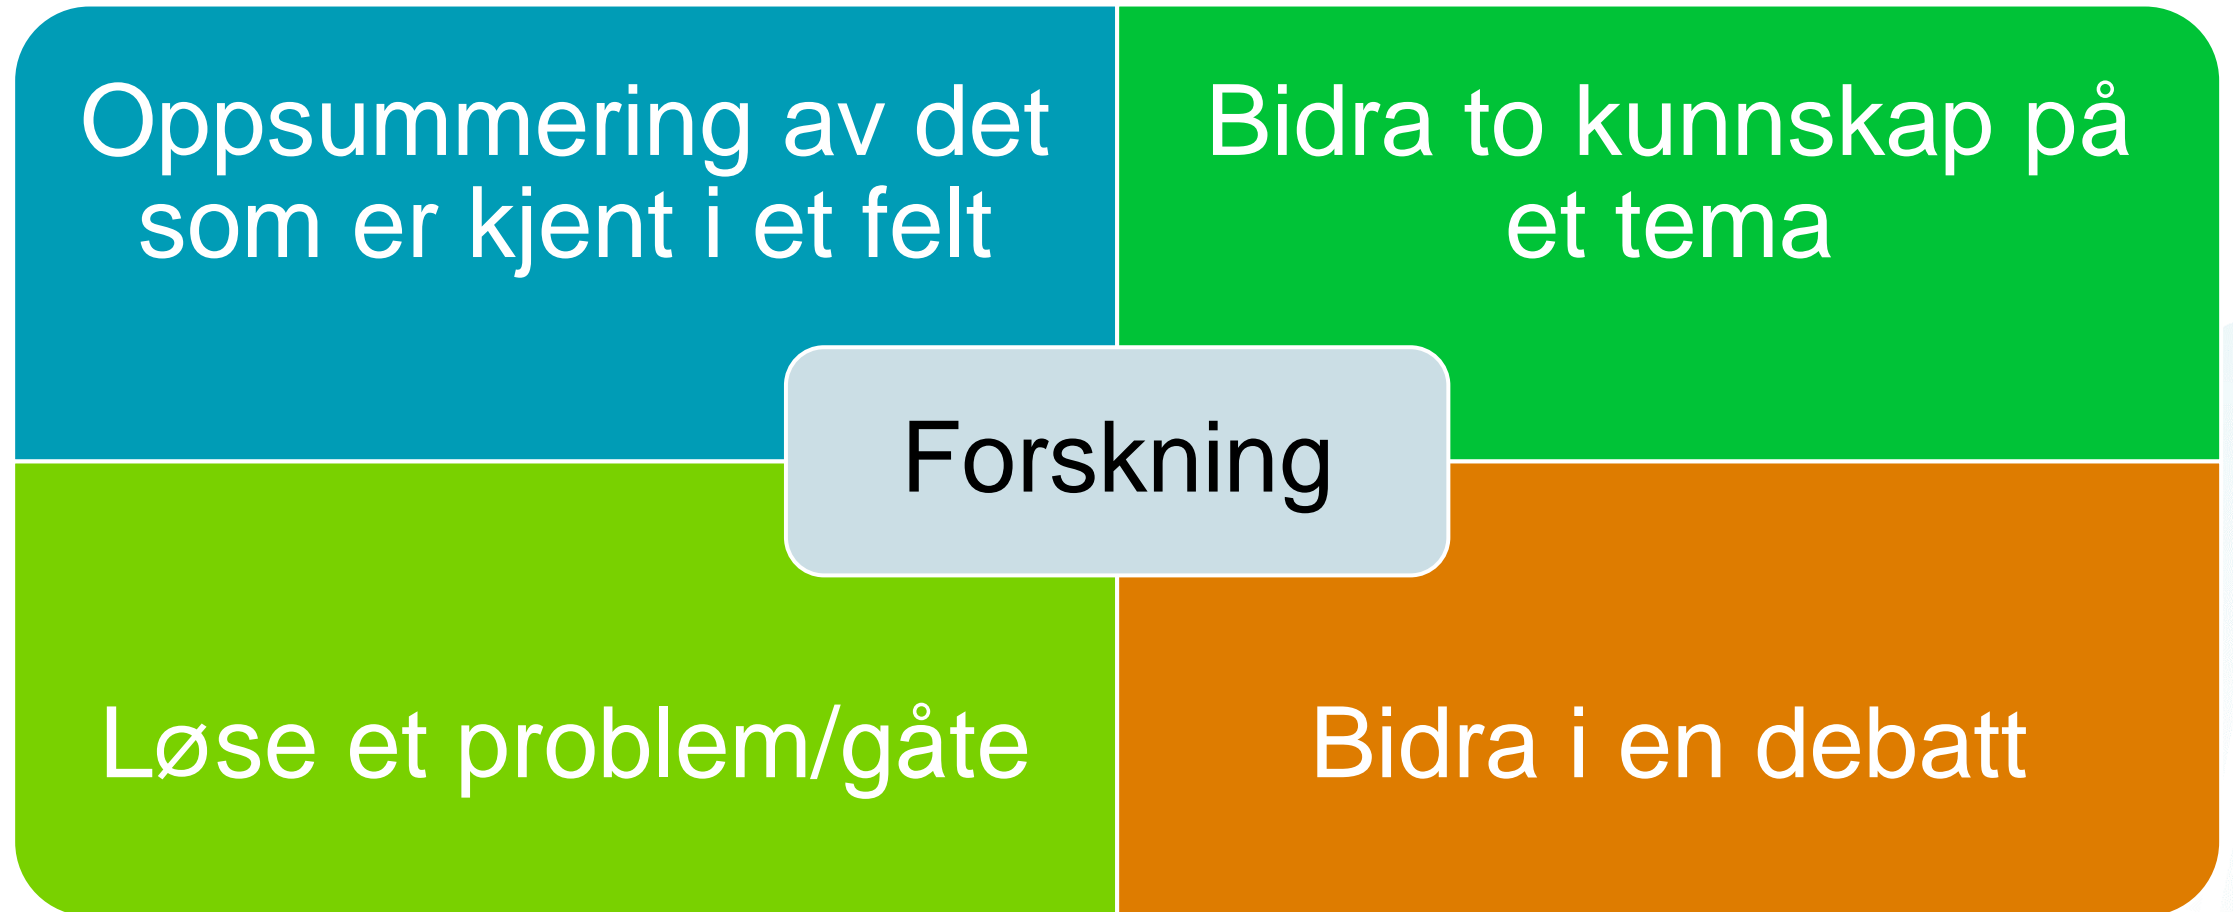 Oppsummering av det
som er kjent i et felt
Bidra to kunnskap på
et tema
Forskning
Løse et problem/gåte
Bidra i en debatt